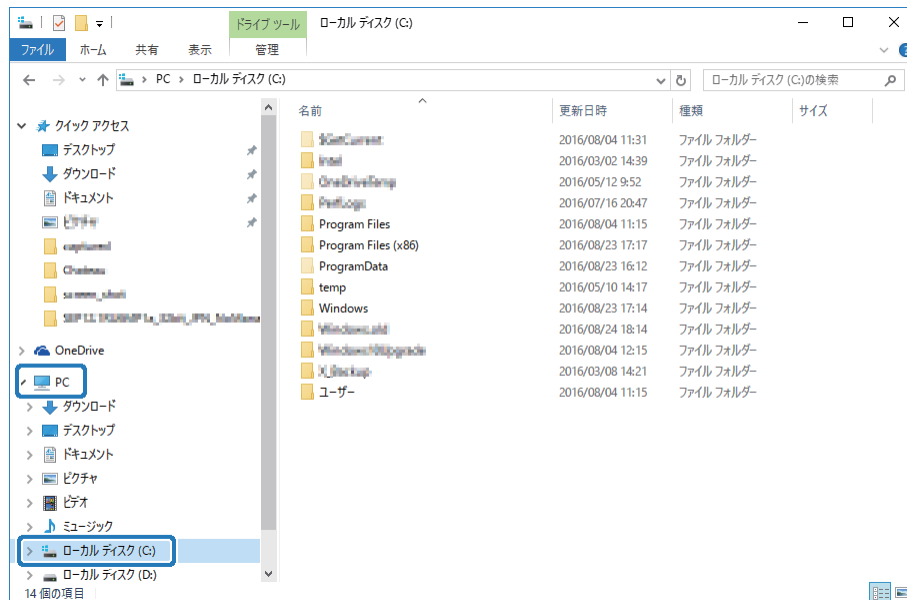 ドライブ ツール ローカル ディスク (C:)
ファイル ホーム 共有 表示 管理
PC ローカル ディスク (C:) ローカル ディスク (C:)の検索
名前 更新日時 種類 サイズ
クイック アクセス
デスクトップ
ダウンロード
ドキュメント
ピクチャ
OneDrive
PC
ダウンロード
デスクトップ
ドキュメント
ピクチャ
ビデオ
ミュージック
ローカル ディスク (C:)
ローカル ディスク (D:)
2016/08/04 11:31 ファイル フォルダー
Intel 2016/03/02 14:39 ファイル フォルダー
OneDriveTemp 2016/05/12 9:52 ファイル フォルダー
PerfLogs 2016/07/16 20:47 ファイル フォルダー
Program Files 2016/08/04 11:15 ファイル フォルダー
Program Files (x86) 2016/08/23 17:17 ファイル フォルダー
ProgramData 2016/08/23 16:12 ファイル フォルダー
temp 2016/05/10 14:17 ファイル フォルダー
Windows 2016/08/23 17:14 ファイル フォルダー
2016/08/24 18:14 ファイル フォルダー
2016/08/04 12:15 ファイル フォルダー
2016/03/08 14:21 ファイル フォルダー
ユーザー 2016/08/04 11:15 ファイル フォルダー
14 個の項目